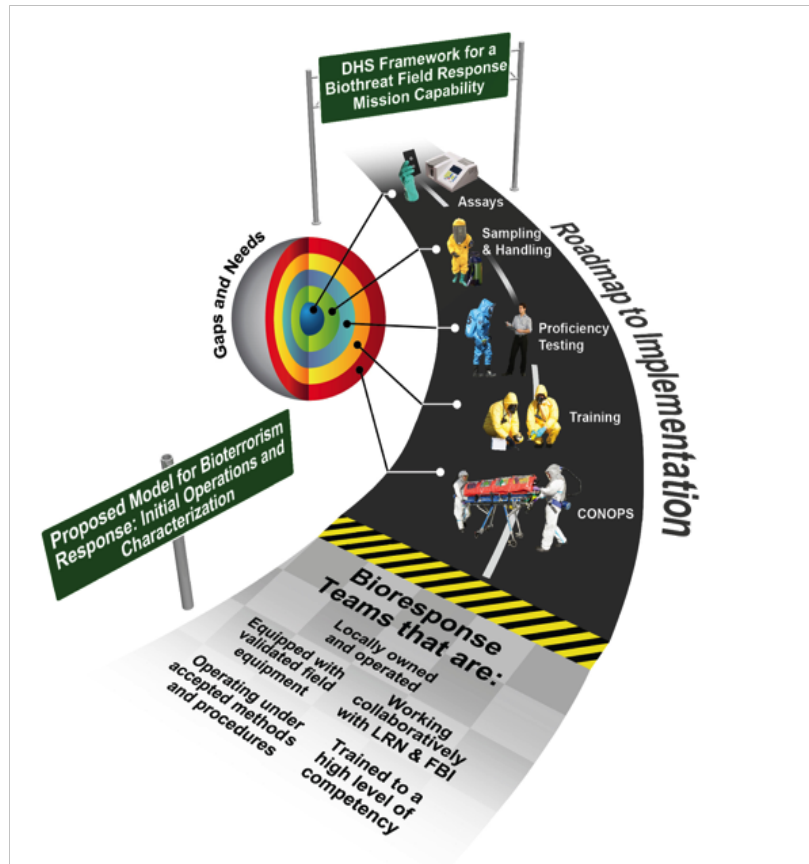 DHS Framework for a
Biothreat Field Response
Mission Capability
Assays
Sampling
& Handling
Proficiency
Testing
Training
CONOPS
Gaps and Needs
Roadmap to Implementation
Proposed Model for Bioterrorism
Response: Initial Operations and
Characterization
Bioresponse
Teams that are:
Locally owned
and operated
Equipped with
validated field
equipment
Working
collaboratively
with LRN & FBI
Operating under
accepted methods
and procedures
Trained to a
high level of
competency